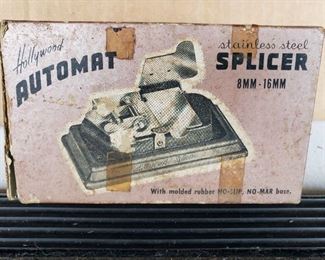 Hollywood
AUTOMAT
stainless steel
SPLICER
8MM - 16MM
With molded rubber NO-SLIP, NO-MAR base.